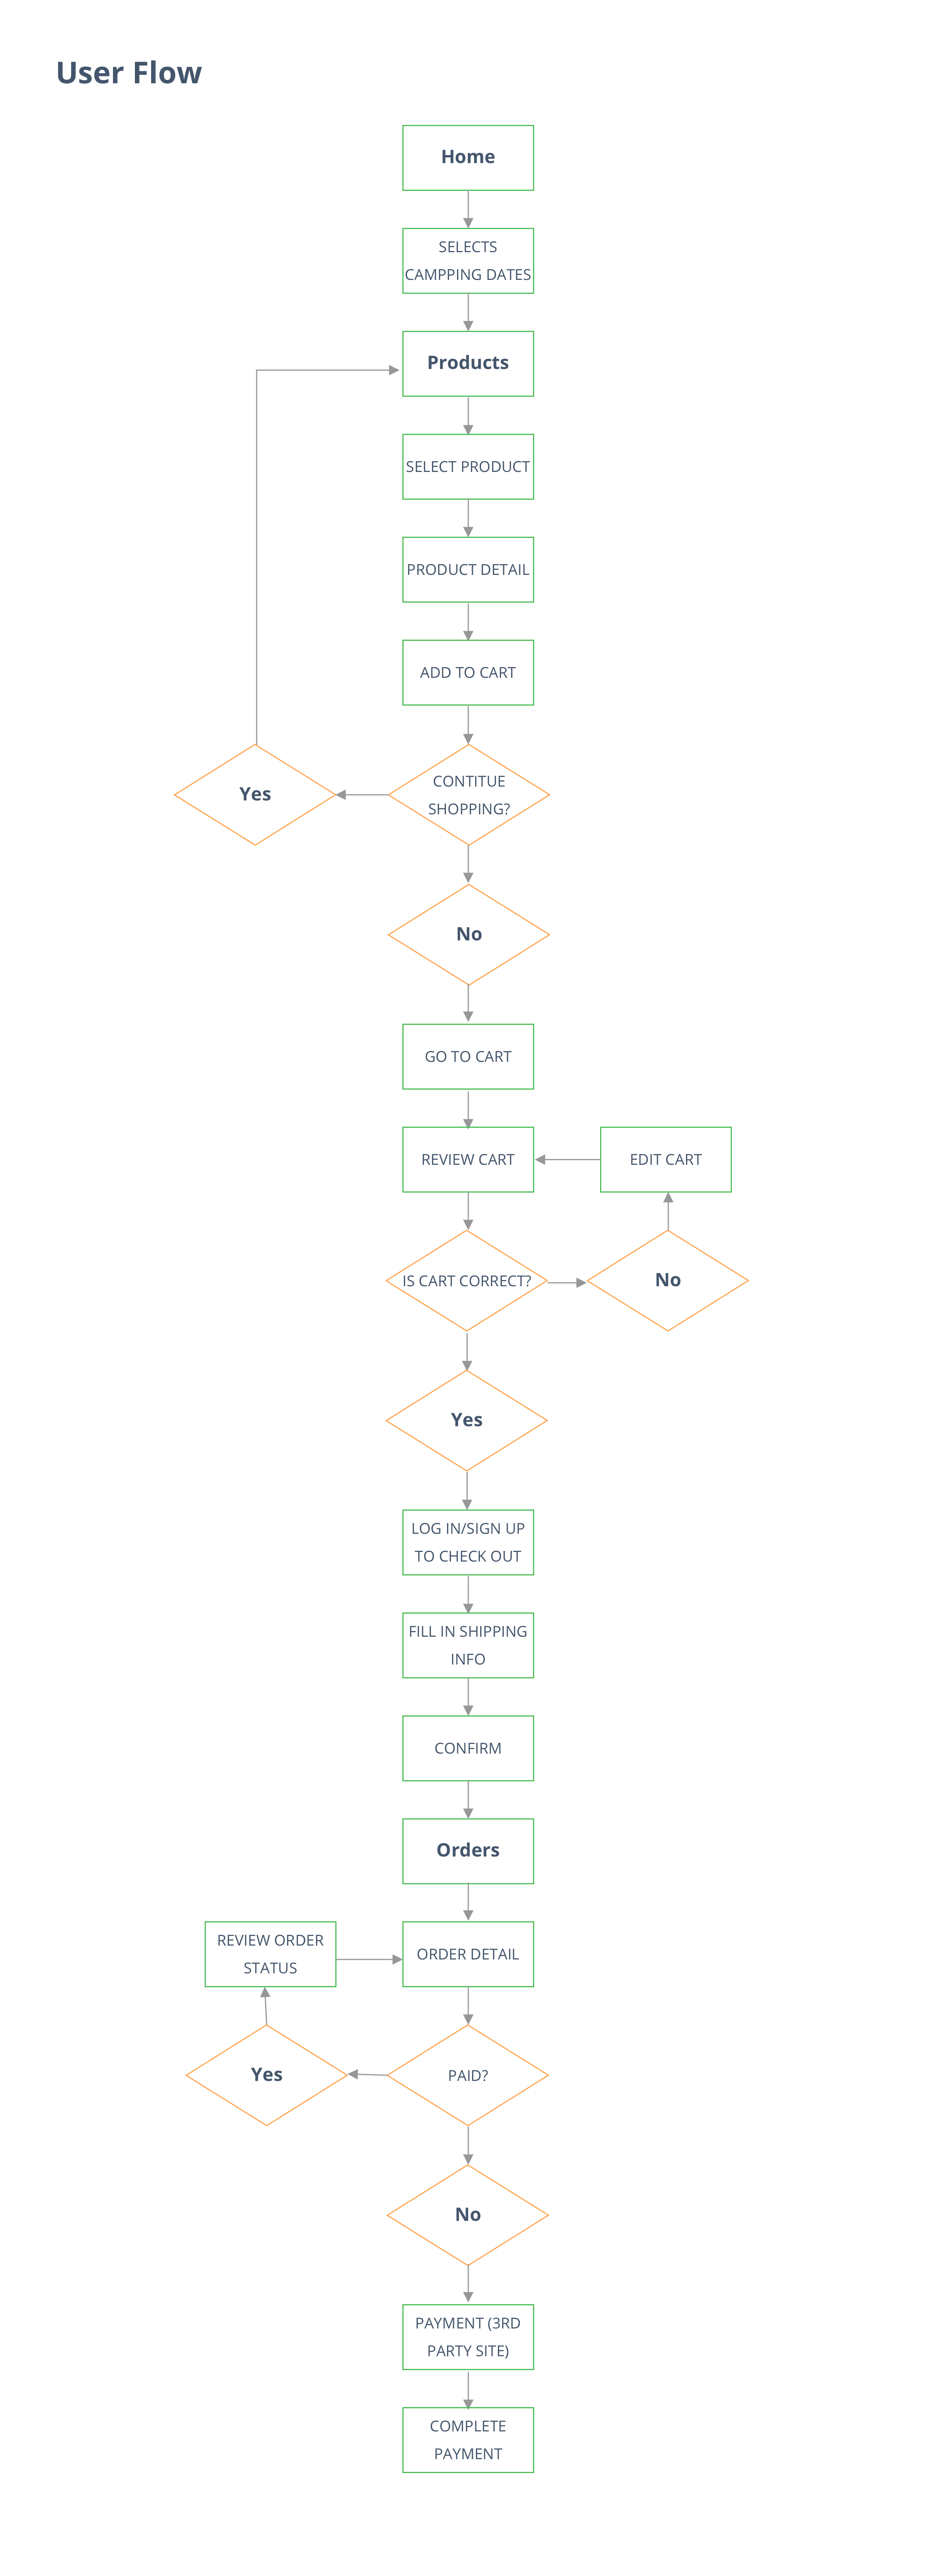 User Flow
Home
SELECTS
CAMPPING DATES
Products
SELECT PRODUCT
PRODUCT DETAIL
ADD TO CART
Yes
CONTITUE
SHOPPING?
No
GO TO CART
REVIEW CART
EDIT CART
IS CART CORRECT?
No
Yes
LOG IN/SIGN UP
TO CHECK OUT
FILL IN SHIPPING
INFO
CONFIRM
Orders
REVIEW ORDER
STATUS
ORDER DETAIL
Yes
PAID?
No
PAYMENT (3RD
PARTY SITE)
COMPLETE
PAYMENT